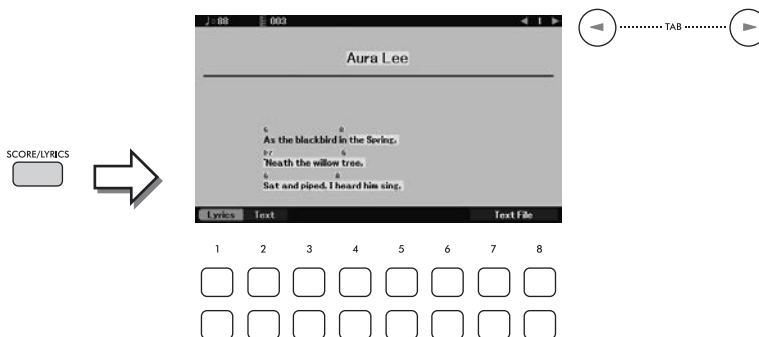 ♩= 88 003 ◀ 1 ▶
TAB
Aura Lee
SCORE/LYRICS
G A
As the blackbird in the Spring,
D7 G
'Neath the willow tree,
G A
Sat and piped, I heard him sing,
Lyrics Text Text File
1 2 3 4 5 6 7 8